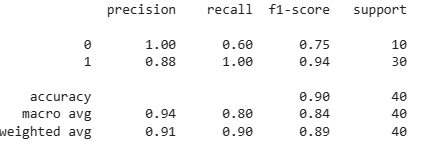 precision recall f1-score support
0 1.00 0.60 0.75 10
1 0.88 1.00 0.94 30
accuracy 0.90 40
macro avg 0.94 0.80 0.84 40
weighted avg 0.91 0.90 0.89 40